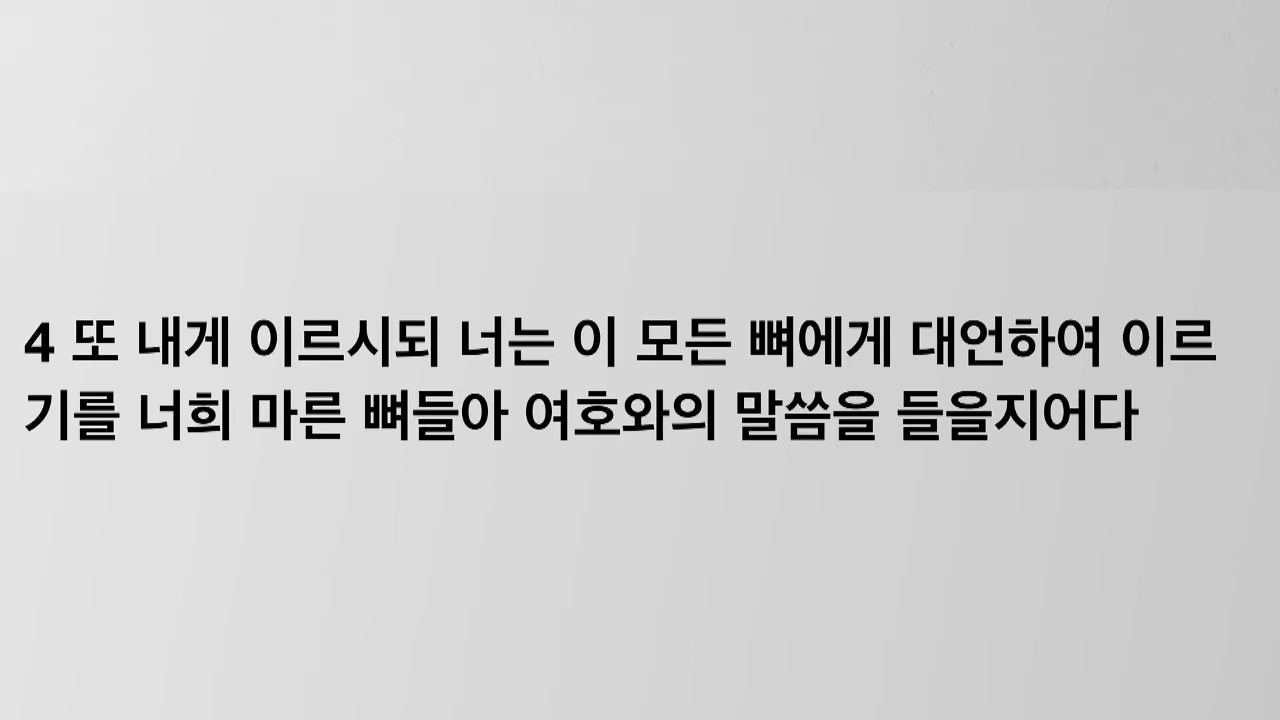 4 또 내게 이르시되 너는 이 모든 뼈에게 대언하여 이르
기를 너희 마른 뼈들아 여호와의 말씀을 들을지어다